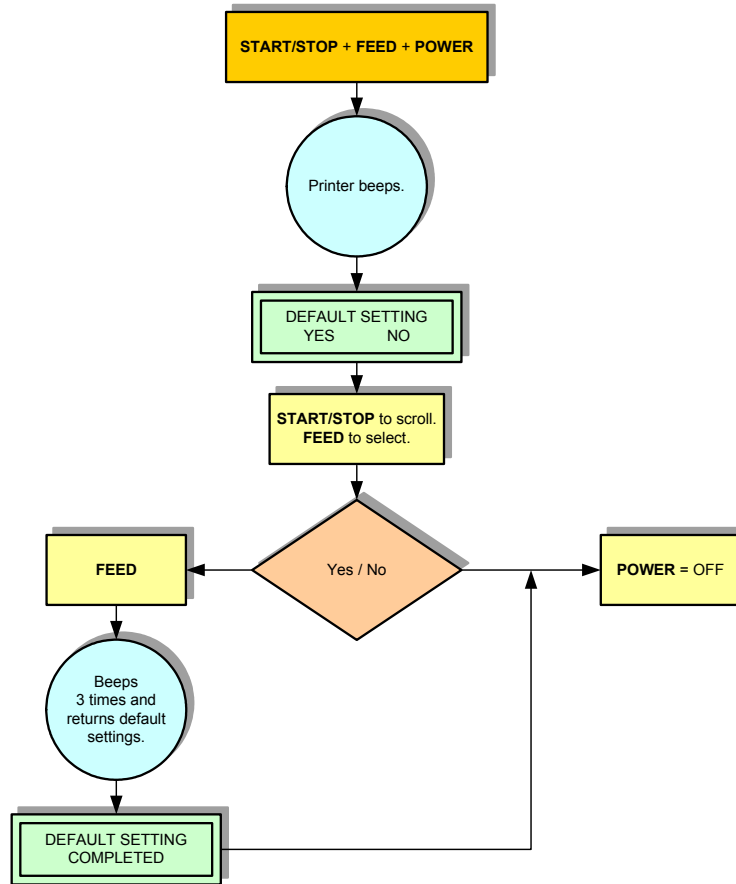 START/STOP + FEED + POWER
Printer beeps.
DEFAULT SETTING
YES NO
START/STOP to scroll.
FEED to select.
Yes / No
FEED
POWER = OFF
Beeps
3 times and
returns default
settings.
DEFAULT SETTING
COMPLETED